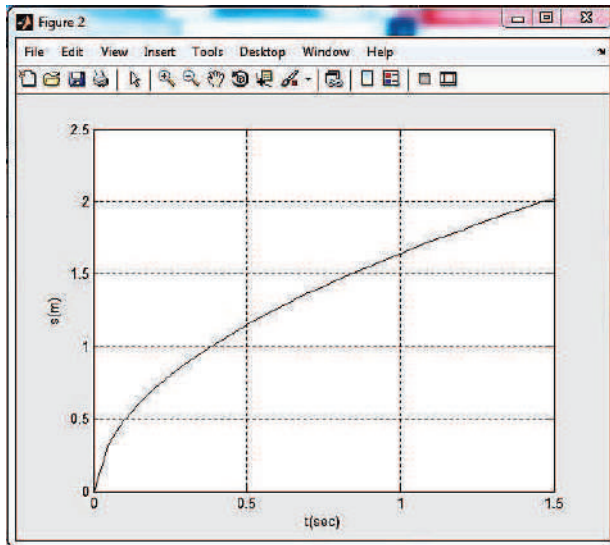 Figure 2
File Edit View Insert Tools Desktop Window Help
2.5
2
1.5
1
0.5
0
s(m)
0 0.5 1 1.5
t(sec)